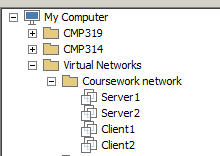 My Computer
CMP319
CMP314
Virtual Networks
Coursework network
Server1
Server2
Client1
Client2